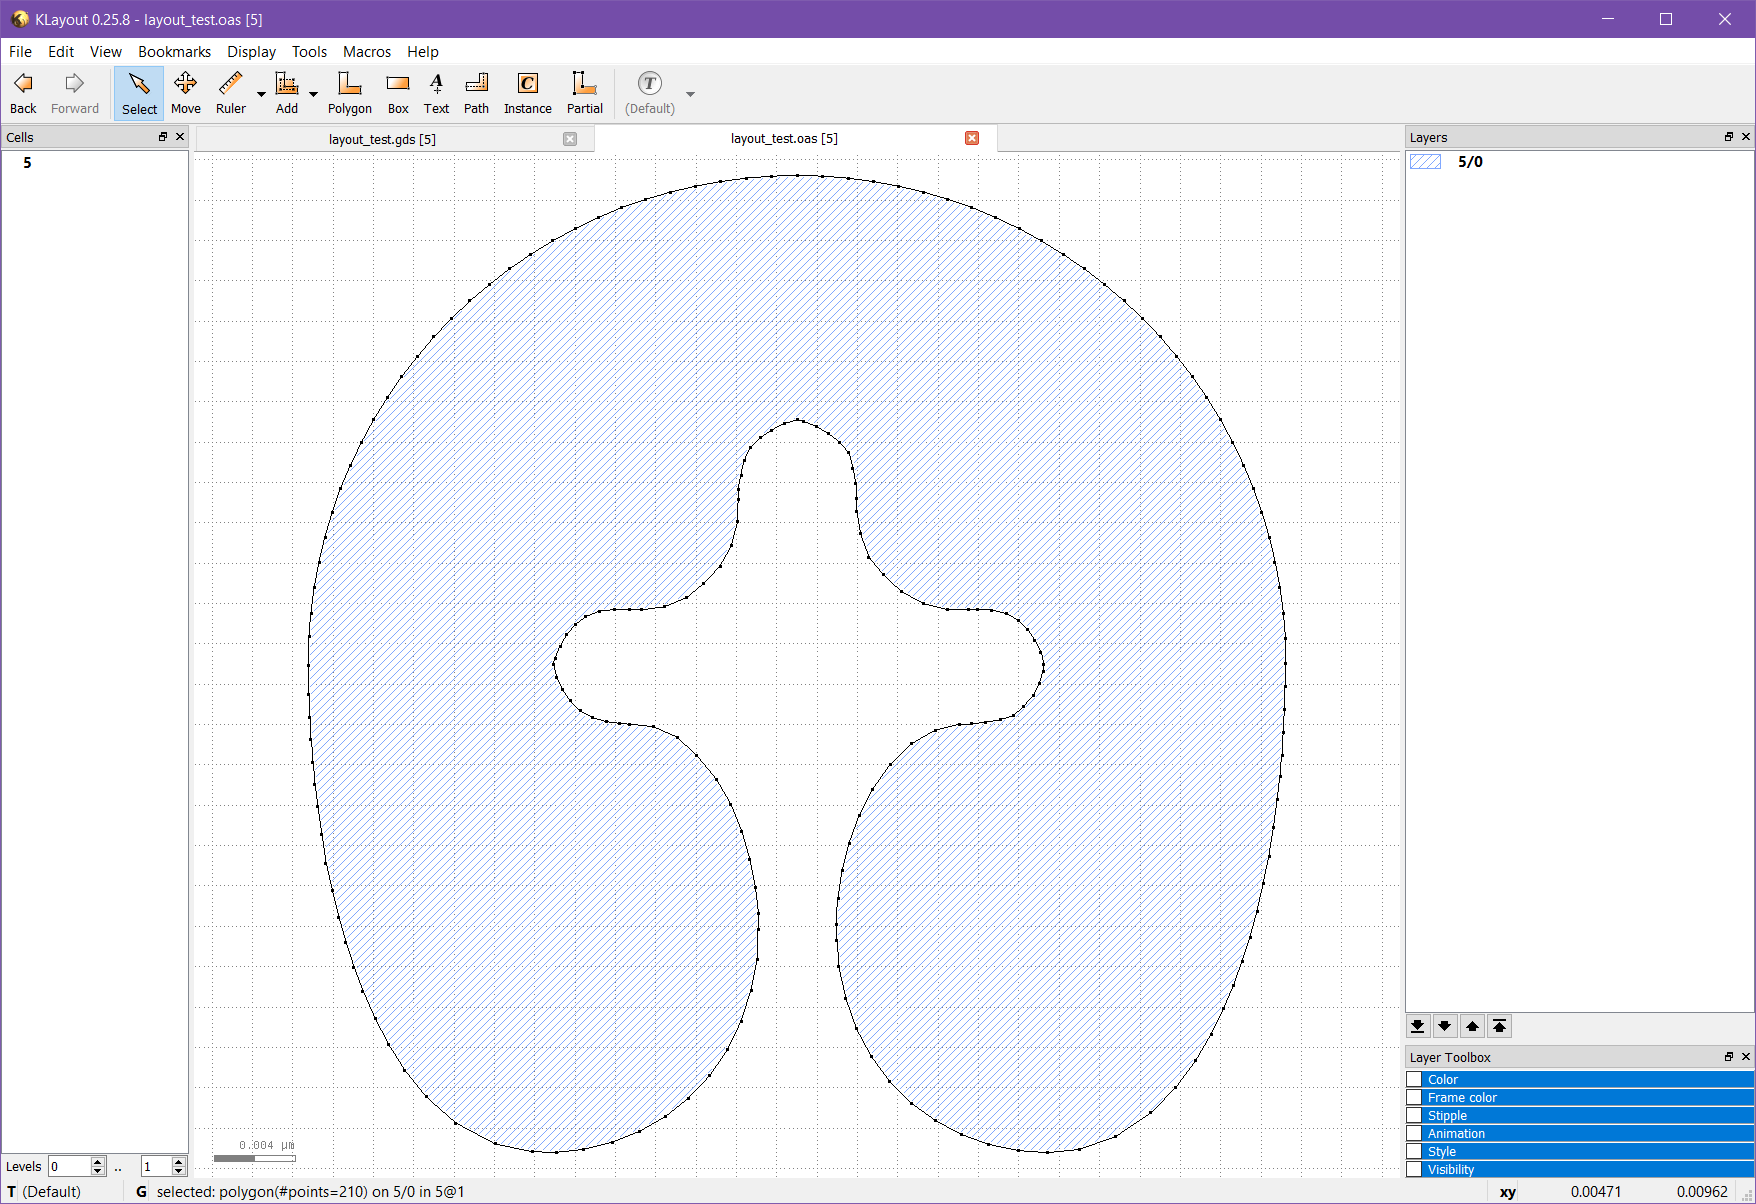 KLayout 0.25.8 - layout_test.oas [5]
File Edit View Bookmarks Display Tools Macros Help
Back Forward Select Move Ruler Add Polygon Box Text Path Instance Partial (Default)
Cells
layout_test.gds [5]
layout_test.oas [5]
Layers
5
5/0
Layer Toolbox
Color
Frame color
Stipple
Animation
Style
Visibility
0.004 µm
Levels 0 .. 1
T (Default) G selected: polygon(#points=210) on 5/0 in 5@1 xy 0.00471 0.00962